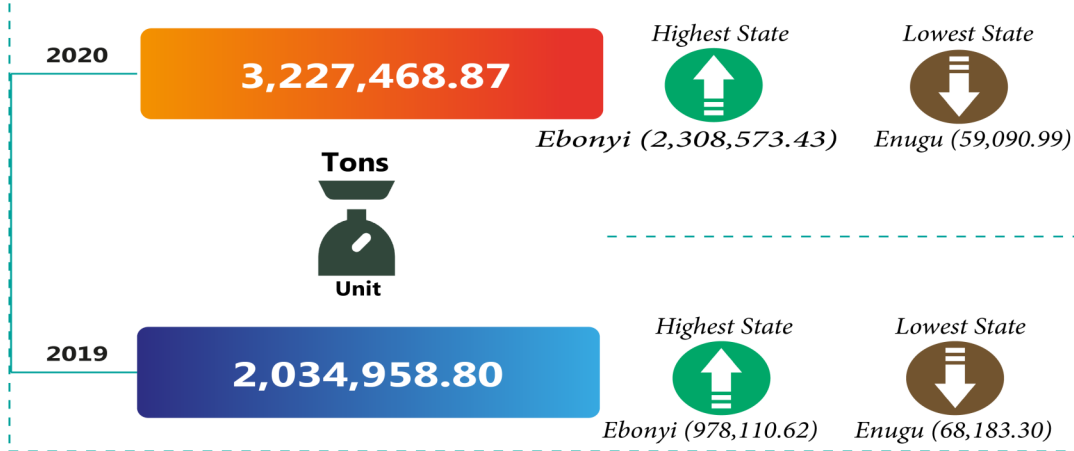 2020
3,227,468.87
Highest State
Ebonyi (2,308,573.43)
Lowest State
Enugu (59,090.99)
Tons
Unit
2019
2,034,958.80
Highest State
Ebonyi (978,110.62)
Lowest State
Enugu (68,183.30)